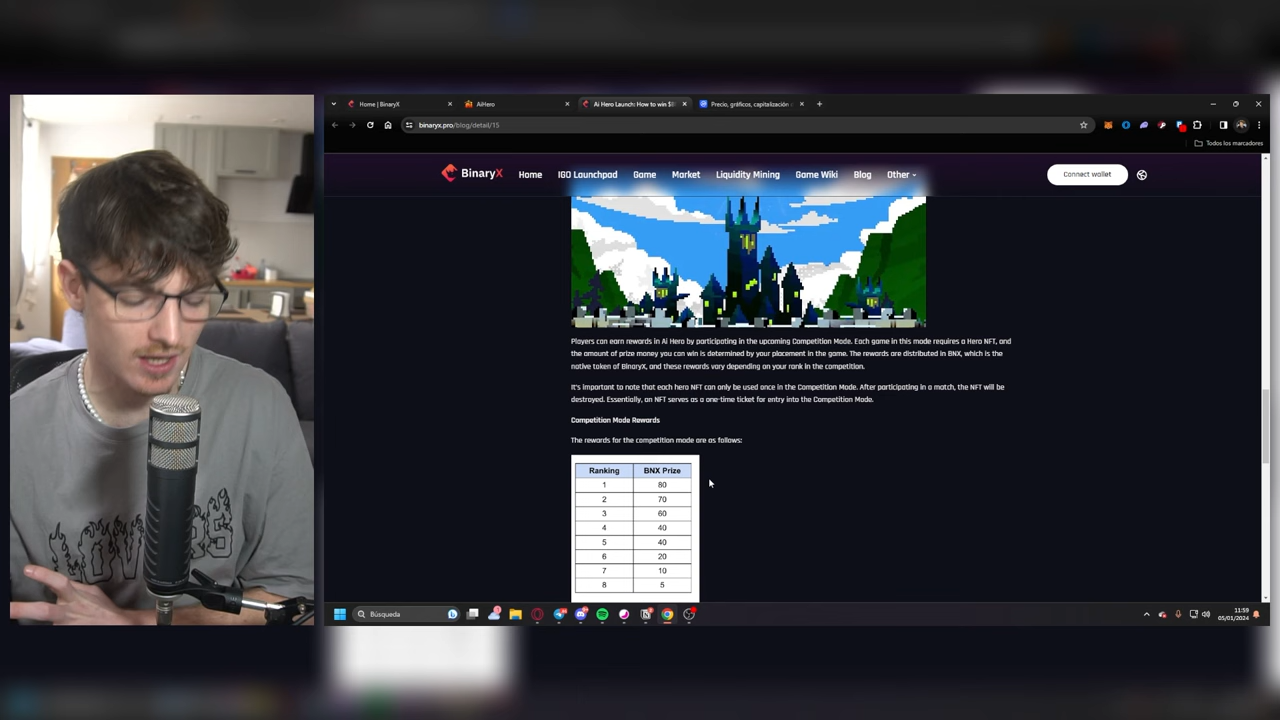 Home | BinaryX
AiHero
Ai Hero Launch: How to win $B
Precio, gráficos, capitalización
binaryx.pro/blog/detail/15
Todos los marcadores
BinaryX Home IGO Launchpad Game Market Liquidity Mining Game Wiki Blog Other Connect wallet
Players can earn rewards in Ai Hero by participating in the upcoming Competition Mode. Each game in this mode requires a Hero NFT, and
the amount of prize money you can win is determined by your placement in the game. The rewards are distributed in BNX, which is the
native token of BinaryX, and these rewards vary depending on your rank in the competition.
It's important to note that each hero NFT can only be used once in the Competition Mode. After participating in a match, the NFT will be
destroyed. Essentially, an NFT serves as a one-time ticket for entry into the Competition Mode.
Competition Mode Rewards
The rewards for the competition mode are as follows:
Ranking BNX Prize
1 80
2 70
3 60
4 40
5 40
6 20
7 10
8 5
Búsqueda
11:59
05/01/2024